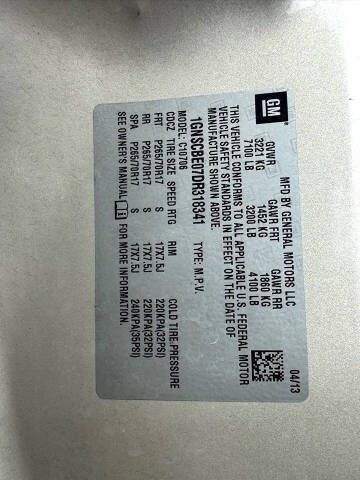 GM
MFD BY GENERAL MOTORS LLC
04/13
GVWR GAWR FRT GAWR RR
3221 KG 1452 KG 1860 KG
7100 LB 3200 LB 4100 LB
THIS VEHICLE CONFORMS TO ALL APPLICABLE U.S. FEDERAL MOTOR
VEHICLE SAFETY STANDARDS IN EFFECT ON THE DATE OF
MANUFACTURE SHOWN ABOVE.
1GNSCBE07DR318341 TYPE: M.P.V.
MODEL: C10706
CDCZ TIRE SIZE SPEED RTG RIM COLD TIRE PRESSURE
FRT P265/70R17 S 17X7.5J 220KPA(32PSI)
RR P265/70R17 S 17X7.5J 220KPA(32PSI)
SPA P265/70R17 S 17X7.5J 240KPA(35PSI)
SEE OWNER'S MANUAL FOR MORE INFORMATION.